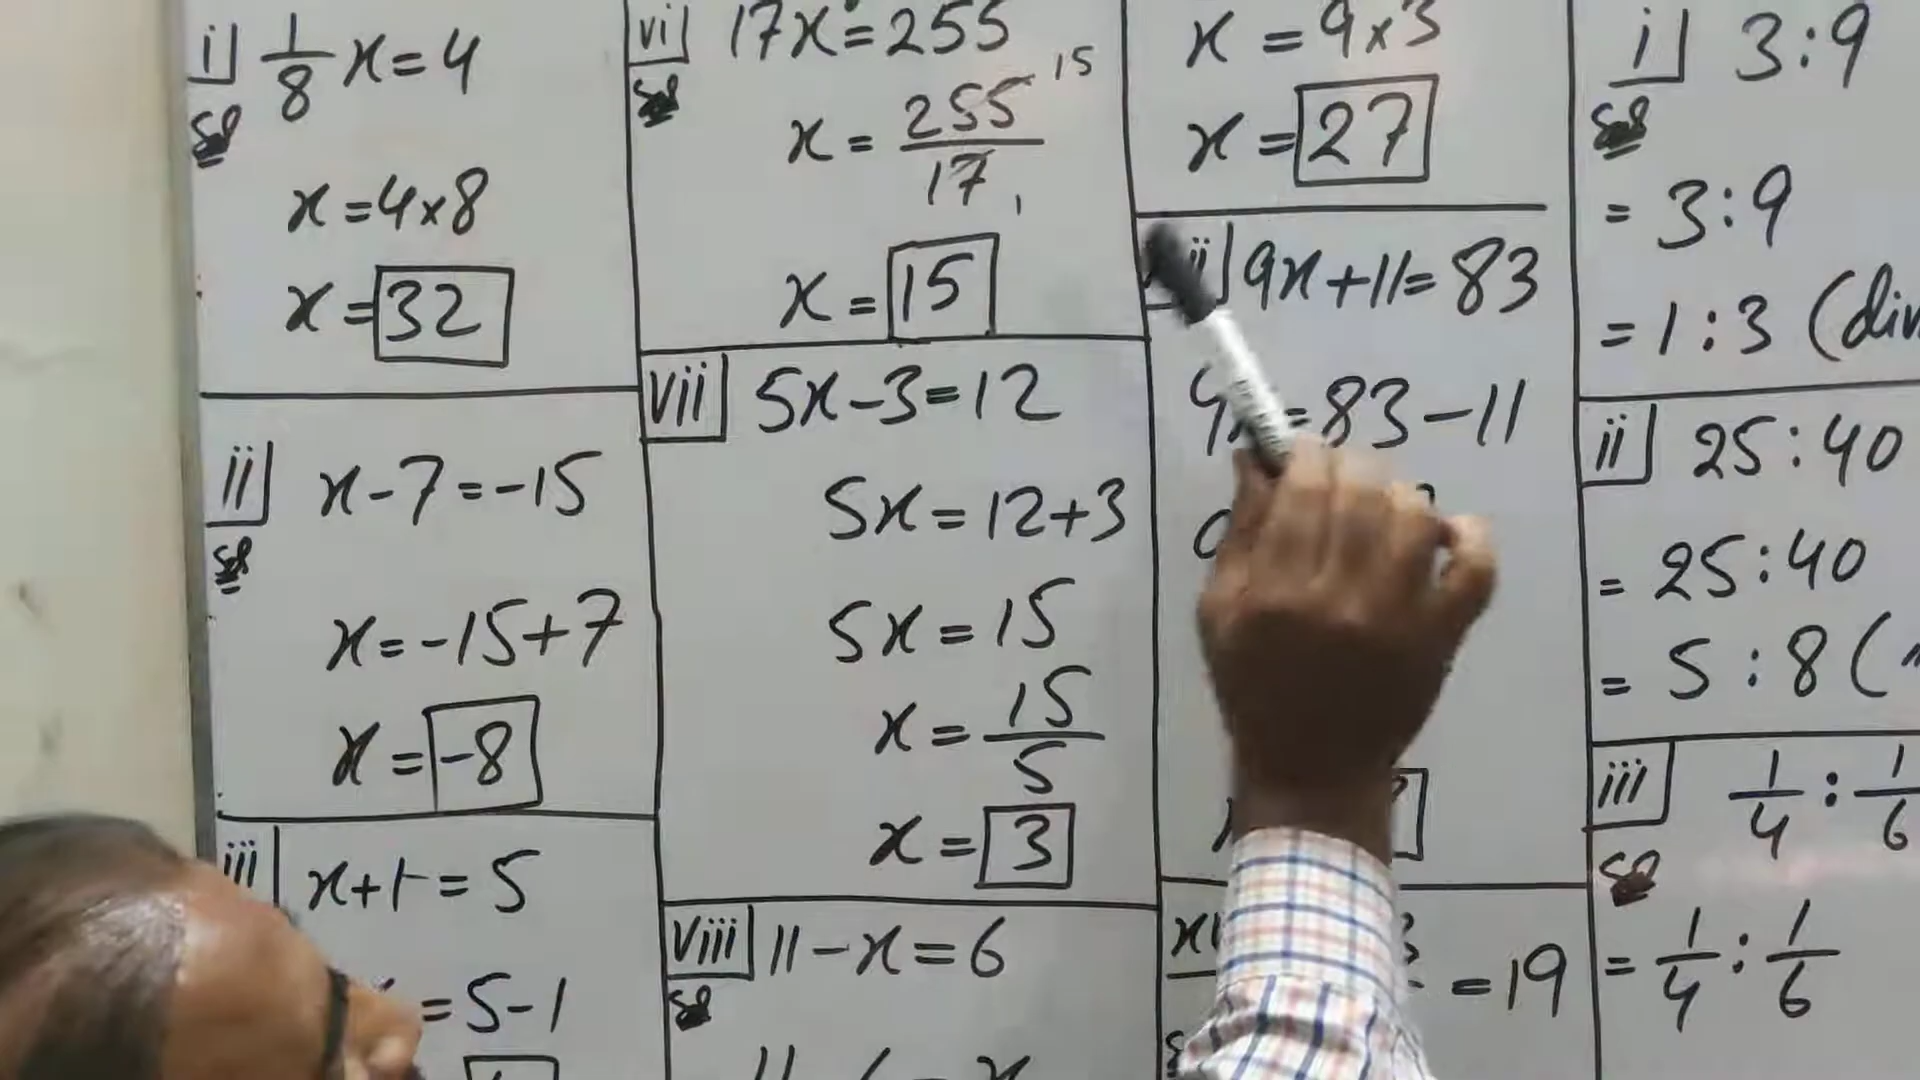 i] 1/8 x = 4
Sol
x = 4 × 8
x = 32
ii] x - 7 = -15
Sol
x = -15 + 7
x = -8
iii] x + 1 = 5
= 5 - 1
vi] 17x = 255
Sol
x = 255/17 15 1
x = 15
vii] 5x - 3 = 12
5x = 12 + 3
5x = 15
x = 15/5
x = 3
viii] 11 - x = 6
Sol
x = 9 × 3
x = 27
9x + 11 = 83
= 83 - 11
= 19
i] 3 : 9
Sol
= 3 : 9
= 1 : 3
ii] 25 : 40
= 25 : 40
= 5 : 8 (
iii] 1/4 : 1/6
Sol
= 1/4 : 1/6